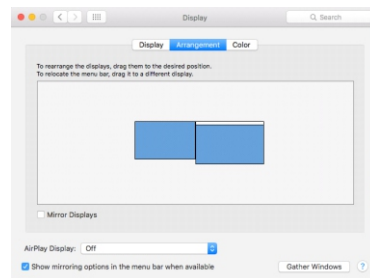 Display
Search
Display Arrangement Color
To rearrange the displays, drag them to the desired position.
To relocate the menu bar, drag it to a different display.
Mirror Displays
AirPlay Display: Off
Show mirroring options in the menu bar when available
Gather Windows ?